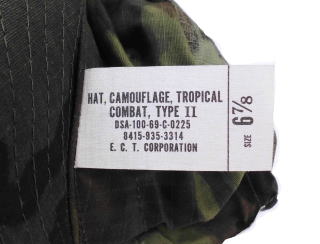 HAT, CAMOUFLAGE, TROPICAL
COMBAT, TYPE II
DSA-100-69-C-0225
8415-935-3314
E. C. T. CORPORATION
SIZE 6 7/8